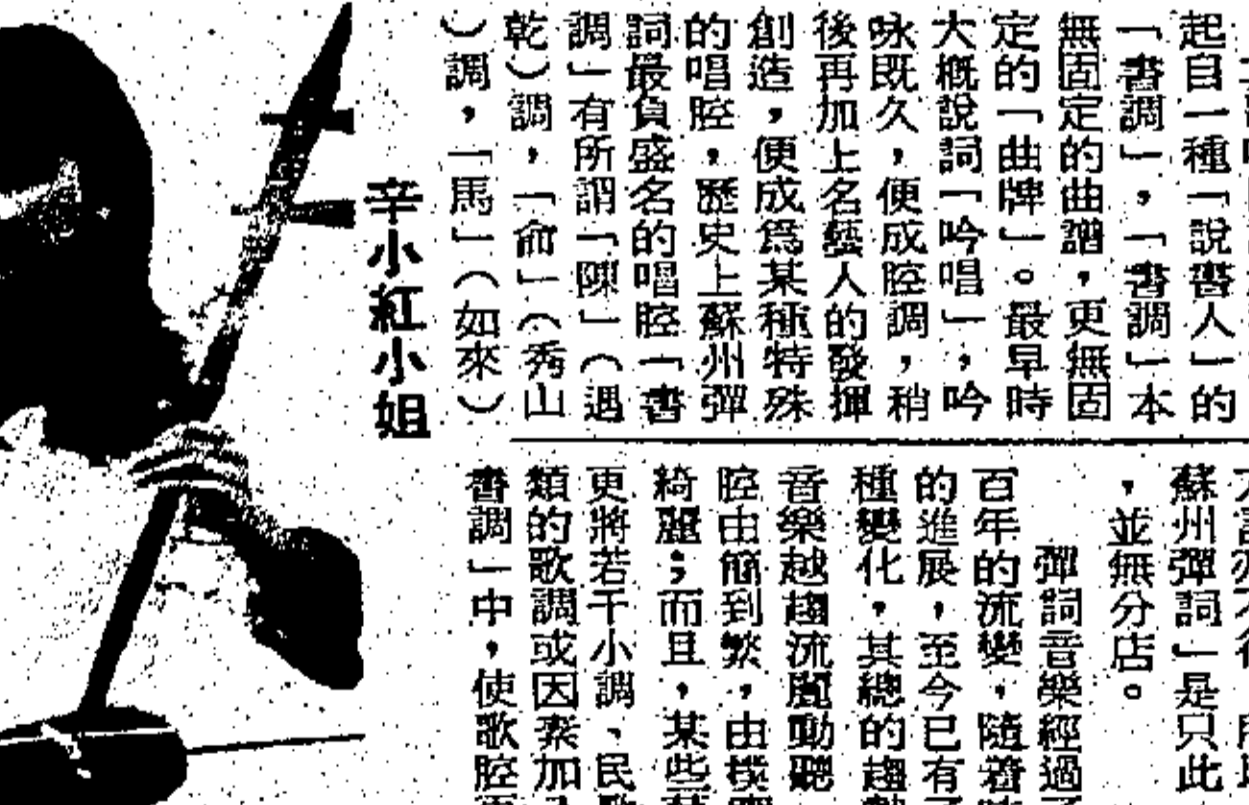 起自一種「說書人」的
「書調」,「書調」本
無固定的曲譜,更無固
定的「曲牌」。最早時
大概說詞「吟唱」,吟
咏既久,便成腔調,稍
後再加上名藝人的發揮
創造,便成爲某種特殊
的唱腔,歷史上蘇州彈
詞最負盛名的唱腔「書
調」有所謂「陳」(遇
乾)調,「俞」(秀山
)調,「馬」(如來)
辛小紅小姐
蘇州彈詞」是只此
,並無分店。
彈詞音樂經過了
百年的流變,隨着時
的進展,至今已有了
種變化,其總的趨勢
音樂越趨流麗動聽
腔由簡到繁,由樸實
綺麗;而且,某些
更將若干小調、民歌
類的歌調或因素加入
書調」中,使歌腔